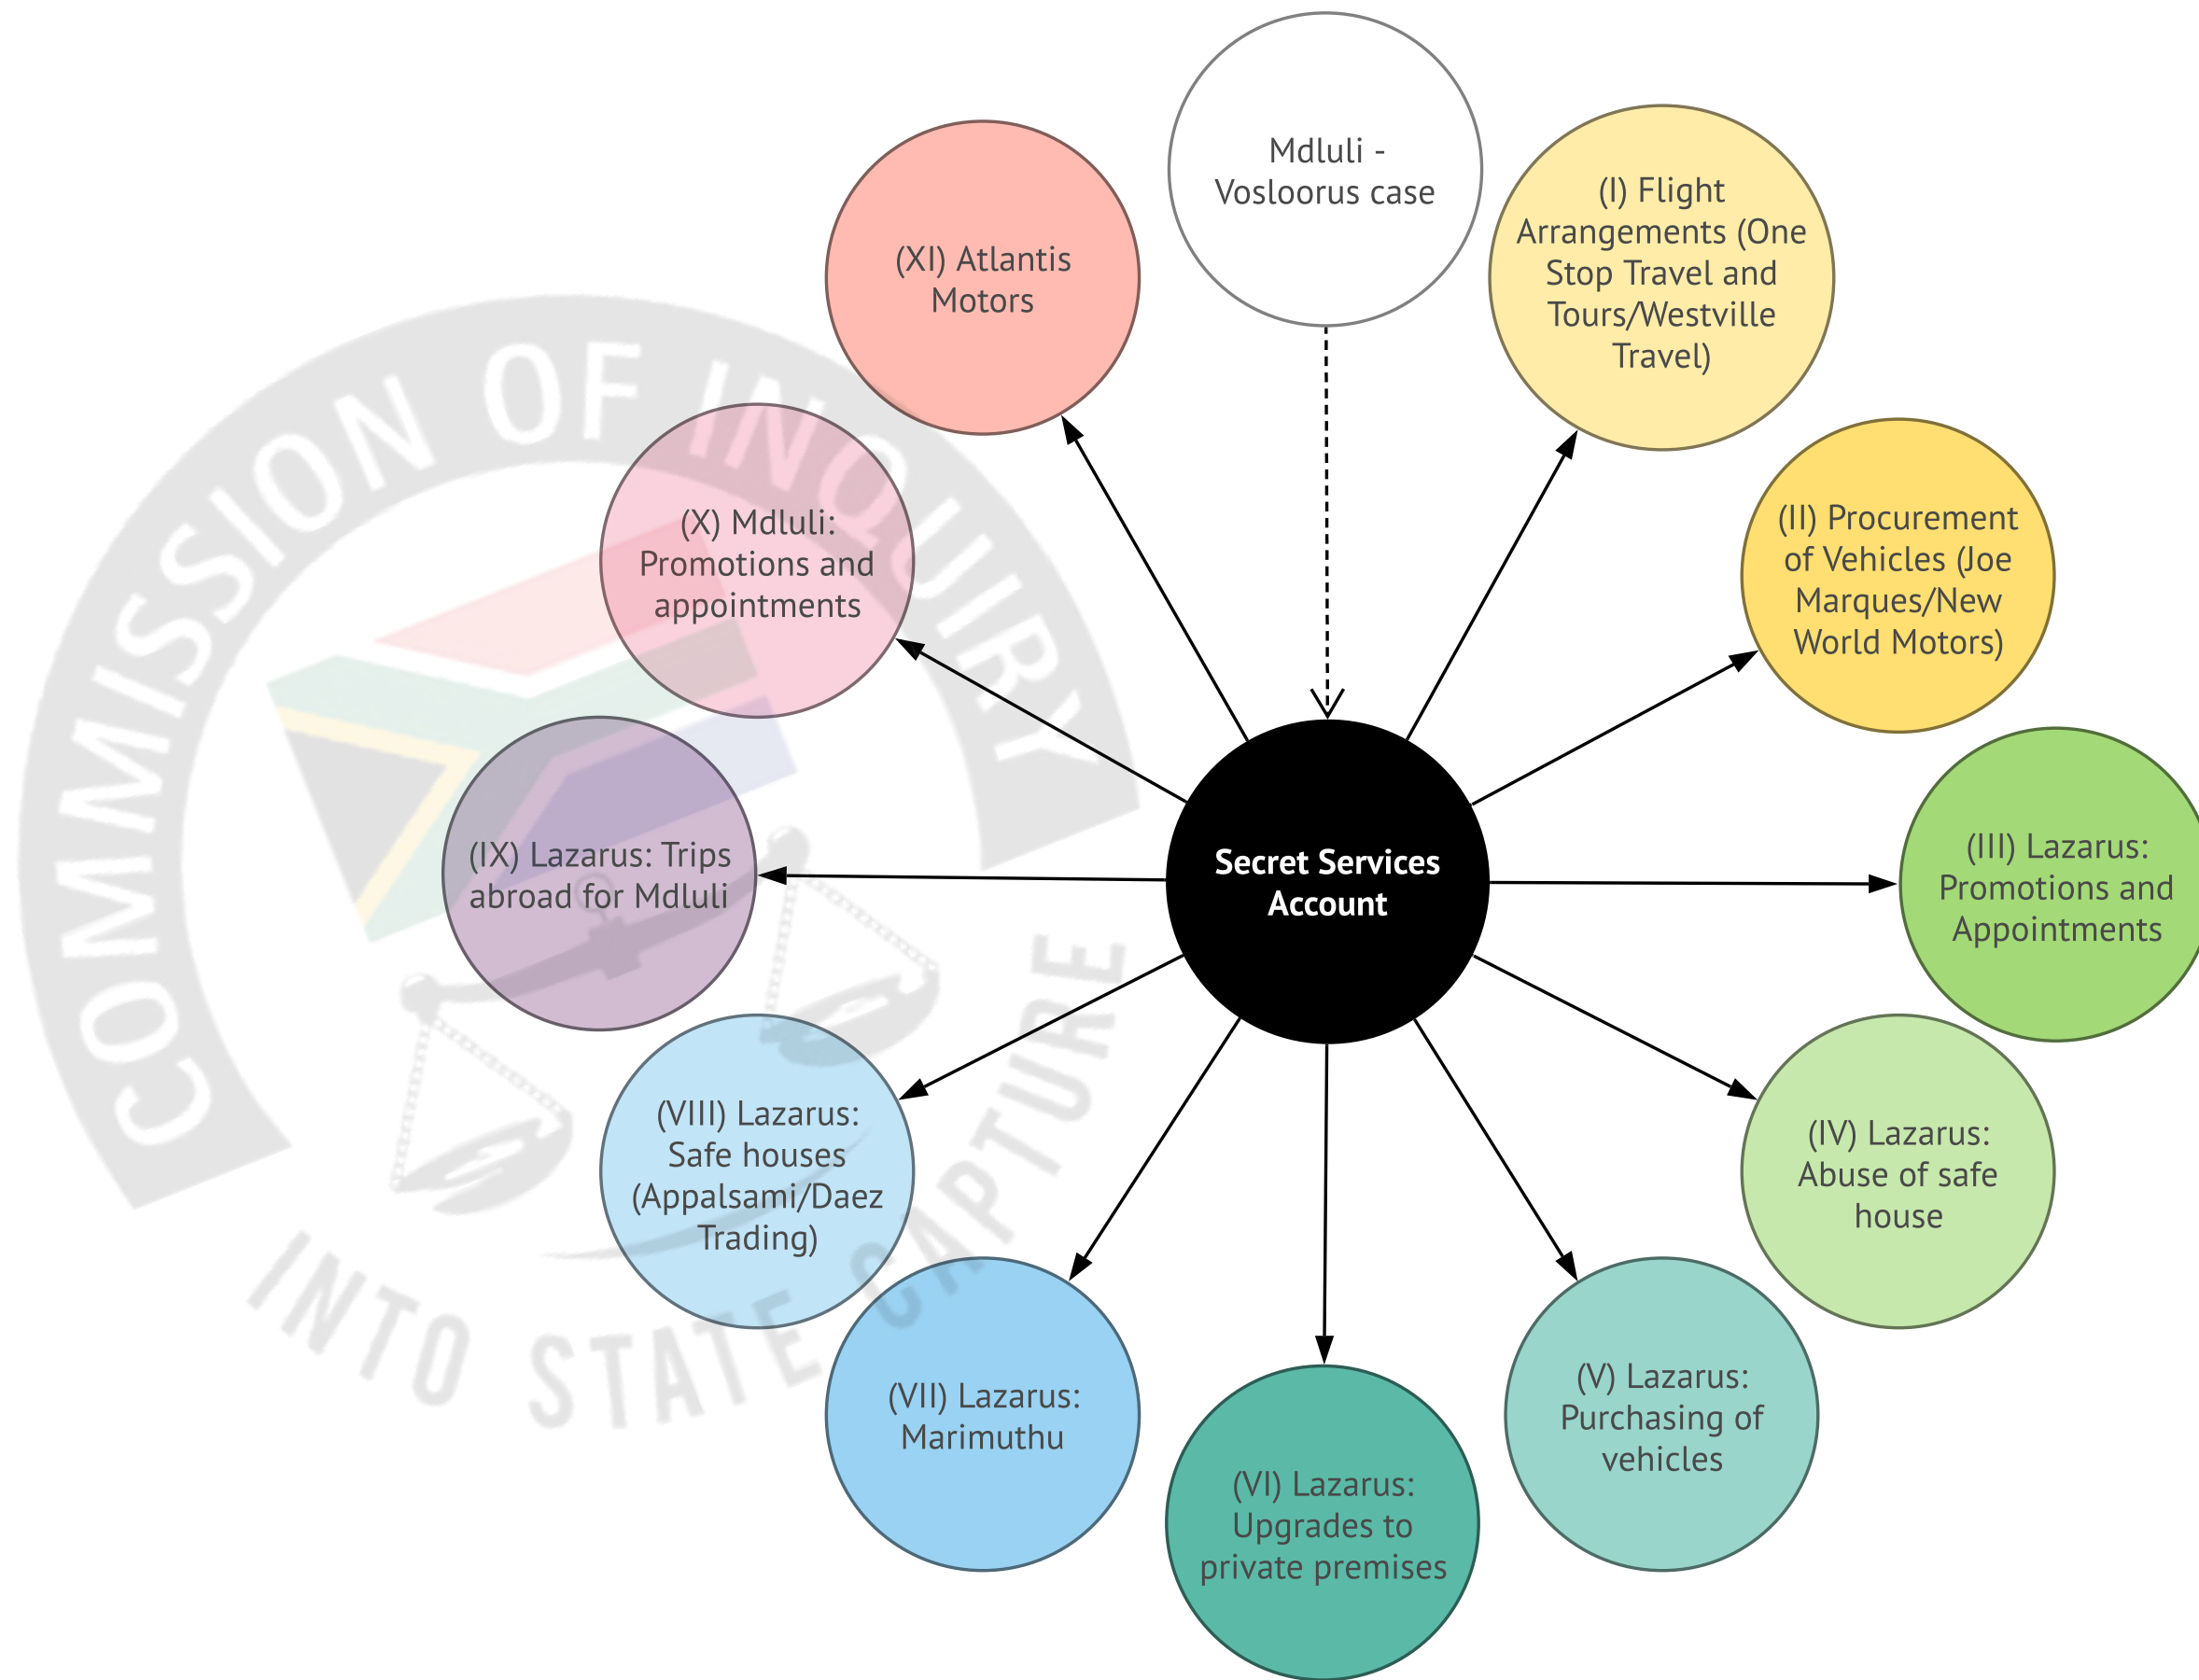 Mdluli -
Vosloorus case
(I) Flight
Arrangements (One
Stop Travel and
Tours/Westville
Travel)
(II) Procurement
of Vehicles (Joe
Marques/New
World Motors)
(III) Lazarus:
Promotions and
Appointments
(IV) Lazarus:
Abuse of safe
house
(V) Lazarus:
Purchasing of
vehicles
(VI) Lazarus:
Upgrades to
private premises
(VII) Lazarus:
Marimuthu
(VIII) Lazarus:
Safe houses
(Appalsami/Daez
Trading)
(IX) Lazarus: Trips
abroad for Mdluli
(X) Mdluli:
Promotions and
appointments
(XI) Atlantis
Motors
Secret Services
Account
COMMISSION OF INQUIRY
INTO STATE CAPTURE